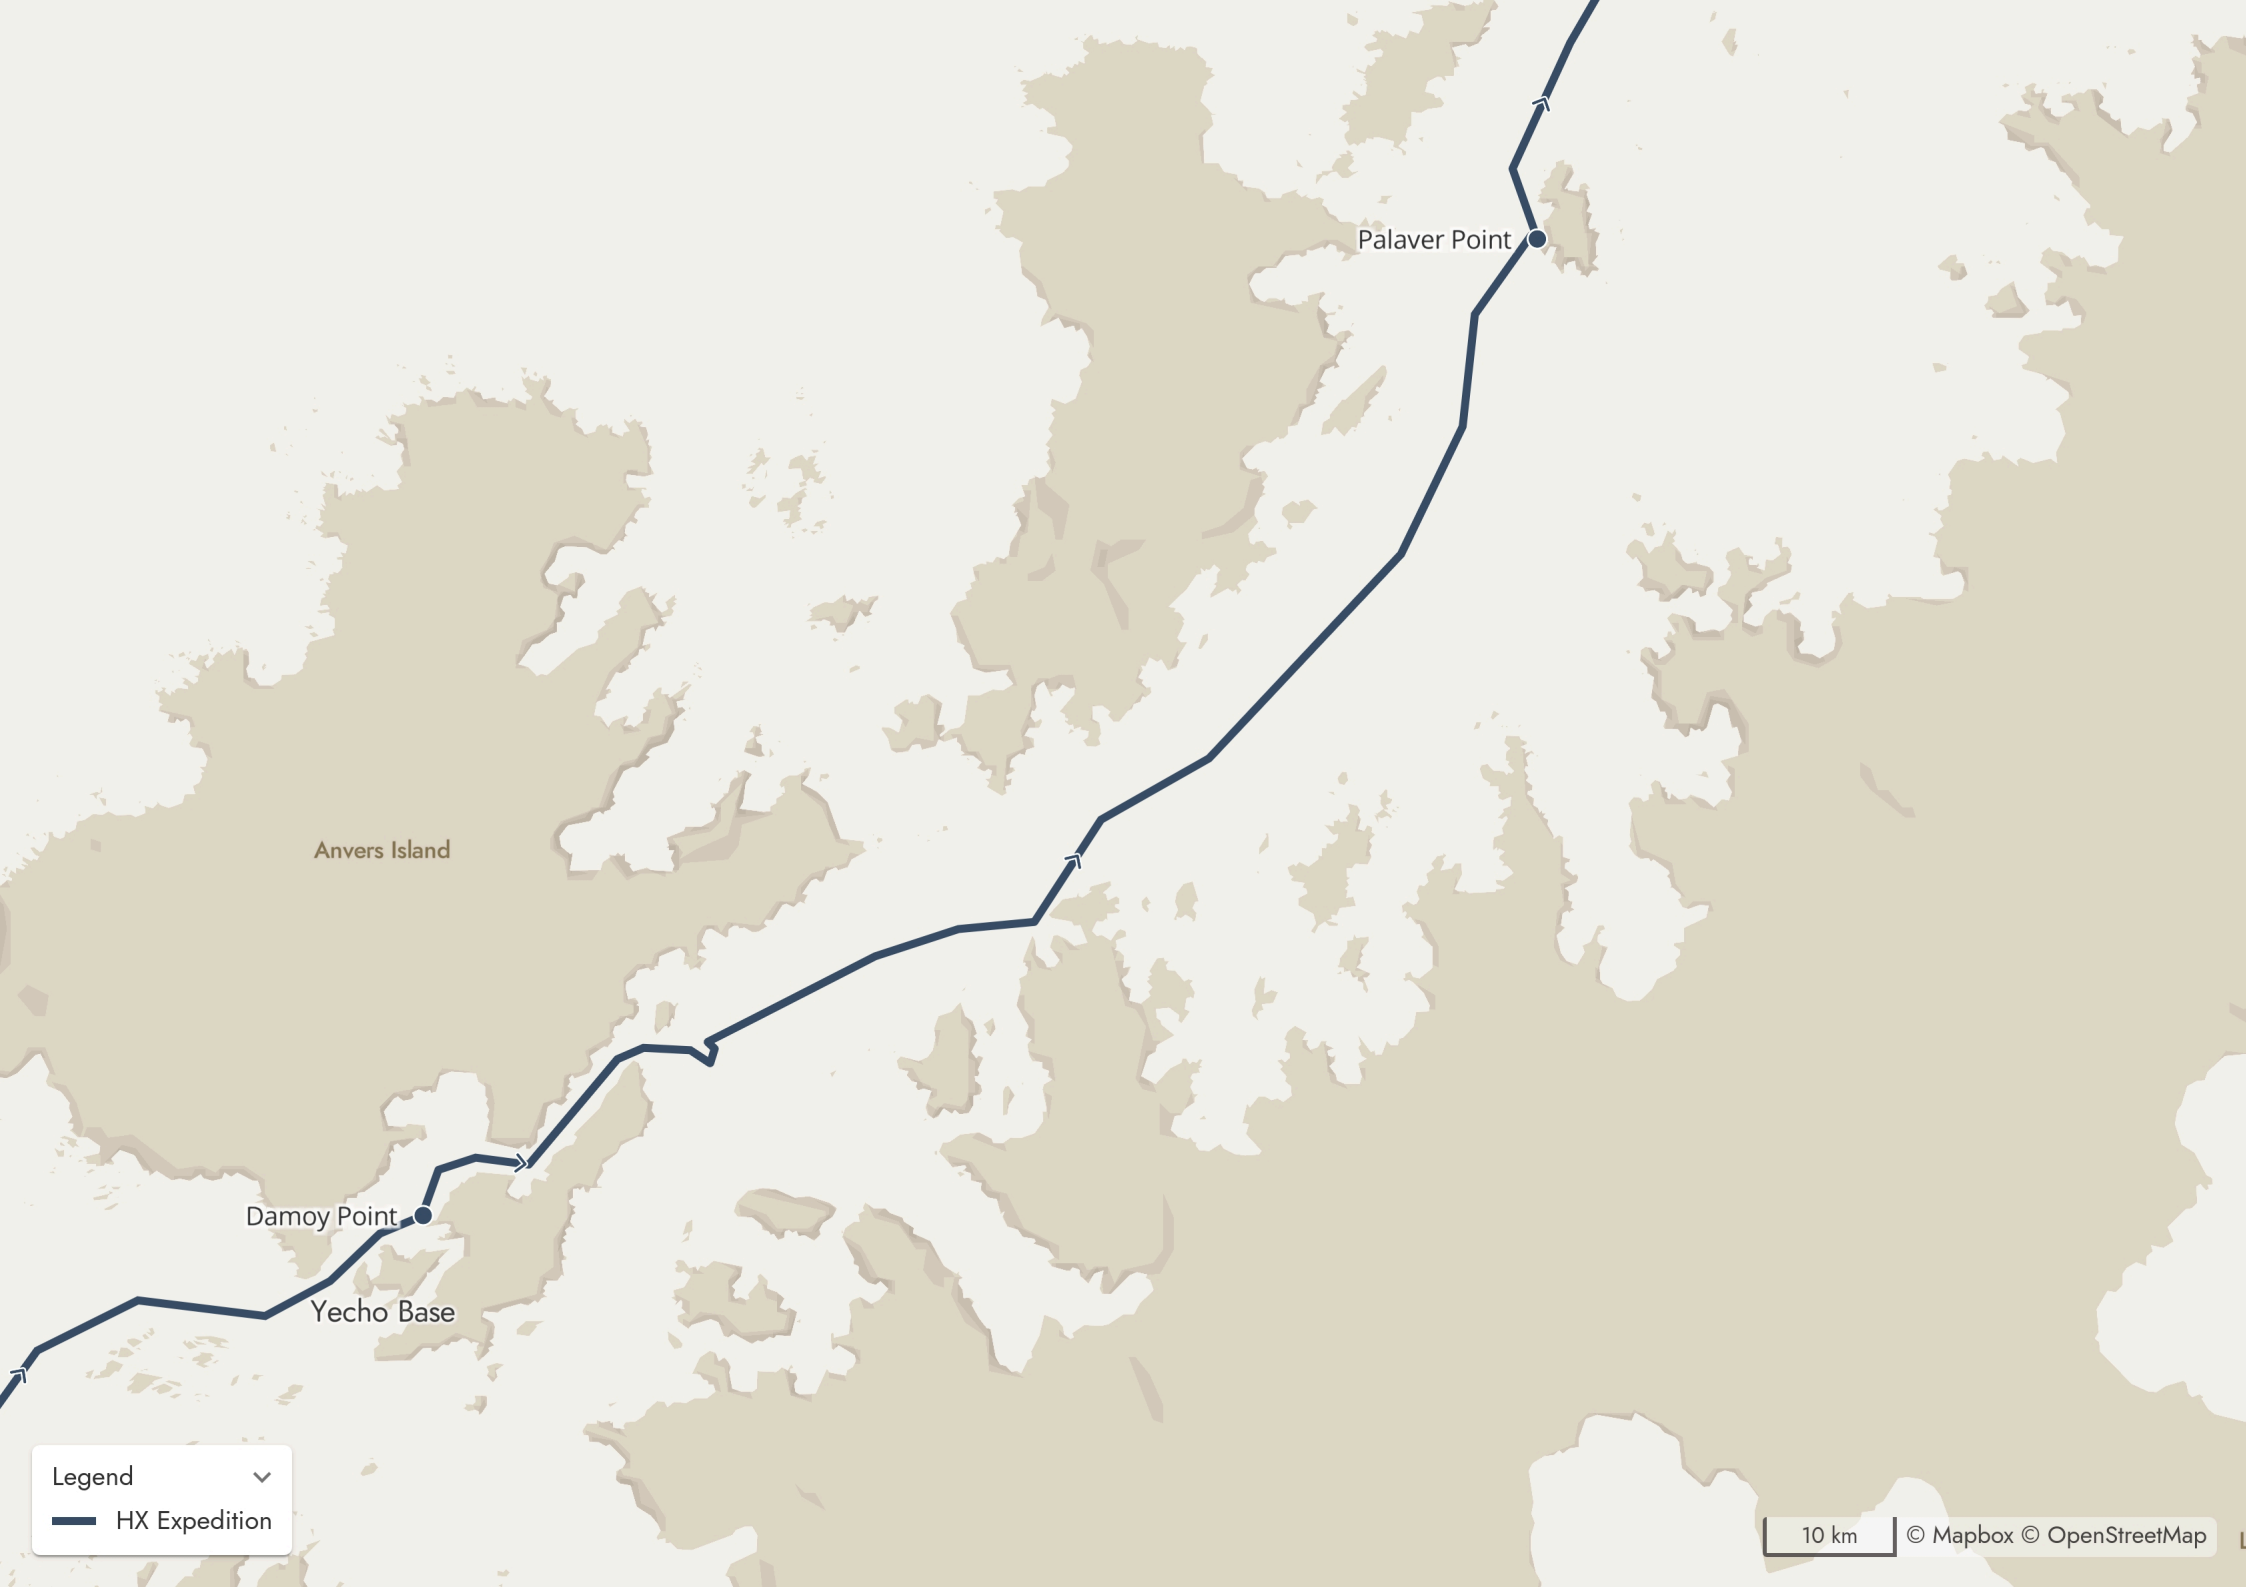 Palaver Point
Anvers Island
Damoy Point
Yecho Base
Legend
HX Expedition
10 km
© Mapbox © OpenStreetMap